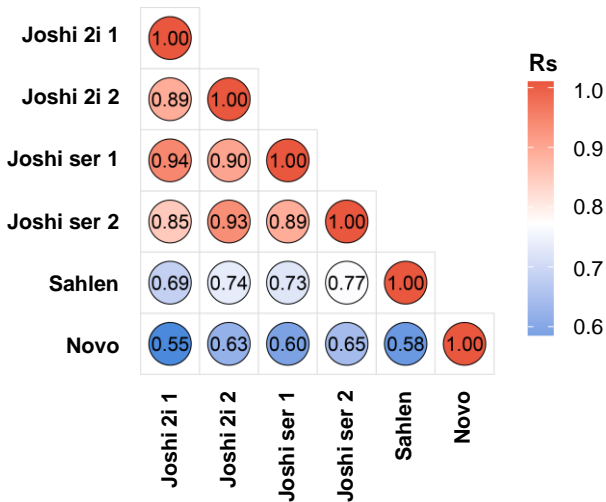 Joshi 2i 1 1.00
Rs
Joshi 2i 2 0.89 1.00
1.0
Joshi ser 1 0.94 0.90 1.00
0.9
Joshi ser 2 0.85 0.93 0.89 1.00
0.8
Sahlen 0.69 0.74 0.73 0.77 1.00
0.7
Novo 0.55 0.63 0.60 0.65 0.58 1.00
0.6
Joshi 2i 1
Joshi 2i 2
Joshi ser 1
Joshi ser 2
Sahlen
Novo